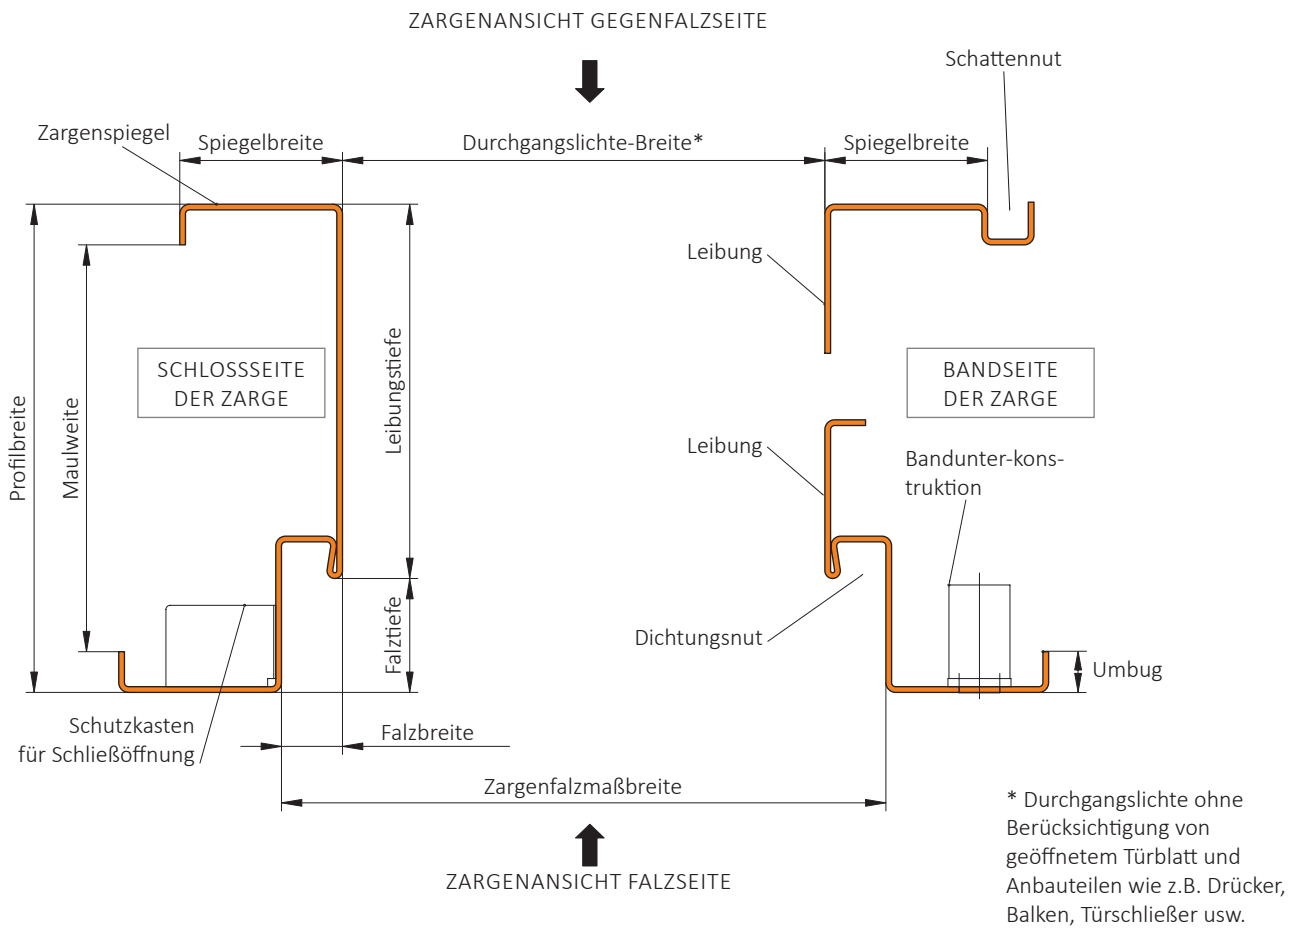 ZARGENANSICHT GEGENFALZSEITE
Schattennut
Zargenspiegel
Spiegelbreite
Durchgangslichte-Breite*
Spiegelbreite
Leibung
SCHLOSSSEITE
DER ZARGE
BANDSEITE
DER ZARGE
Profilbreite
Maulweite
Leibungstiefe
Leibung
Bandunter-kons-
truktion
Falztiefe
Dichtungsnut
Umbug
Schutzkasten
für Schließöffnung
Falzbreite
Zargenfalzmaßbreite
ZARGENANSICHT FALZSEITE
* Durchgangslichte ohne
Berücksichtigung von
geöffnetem Türblatt und
Anbauteilen wie z.B. Drücker,
Balken, Türschließer usw.